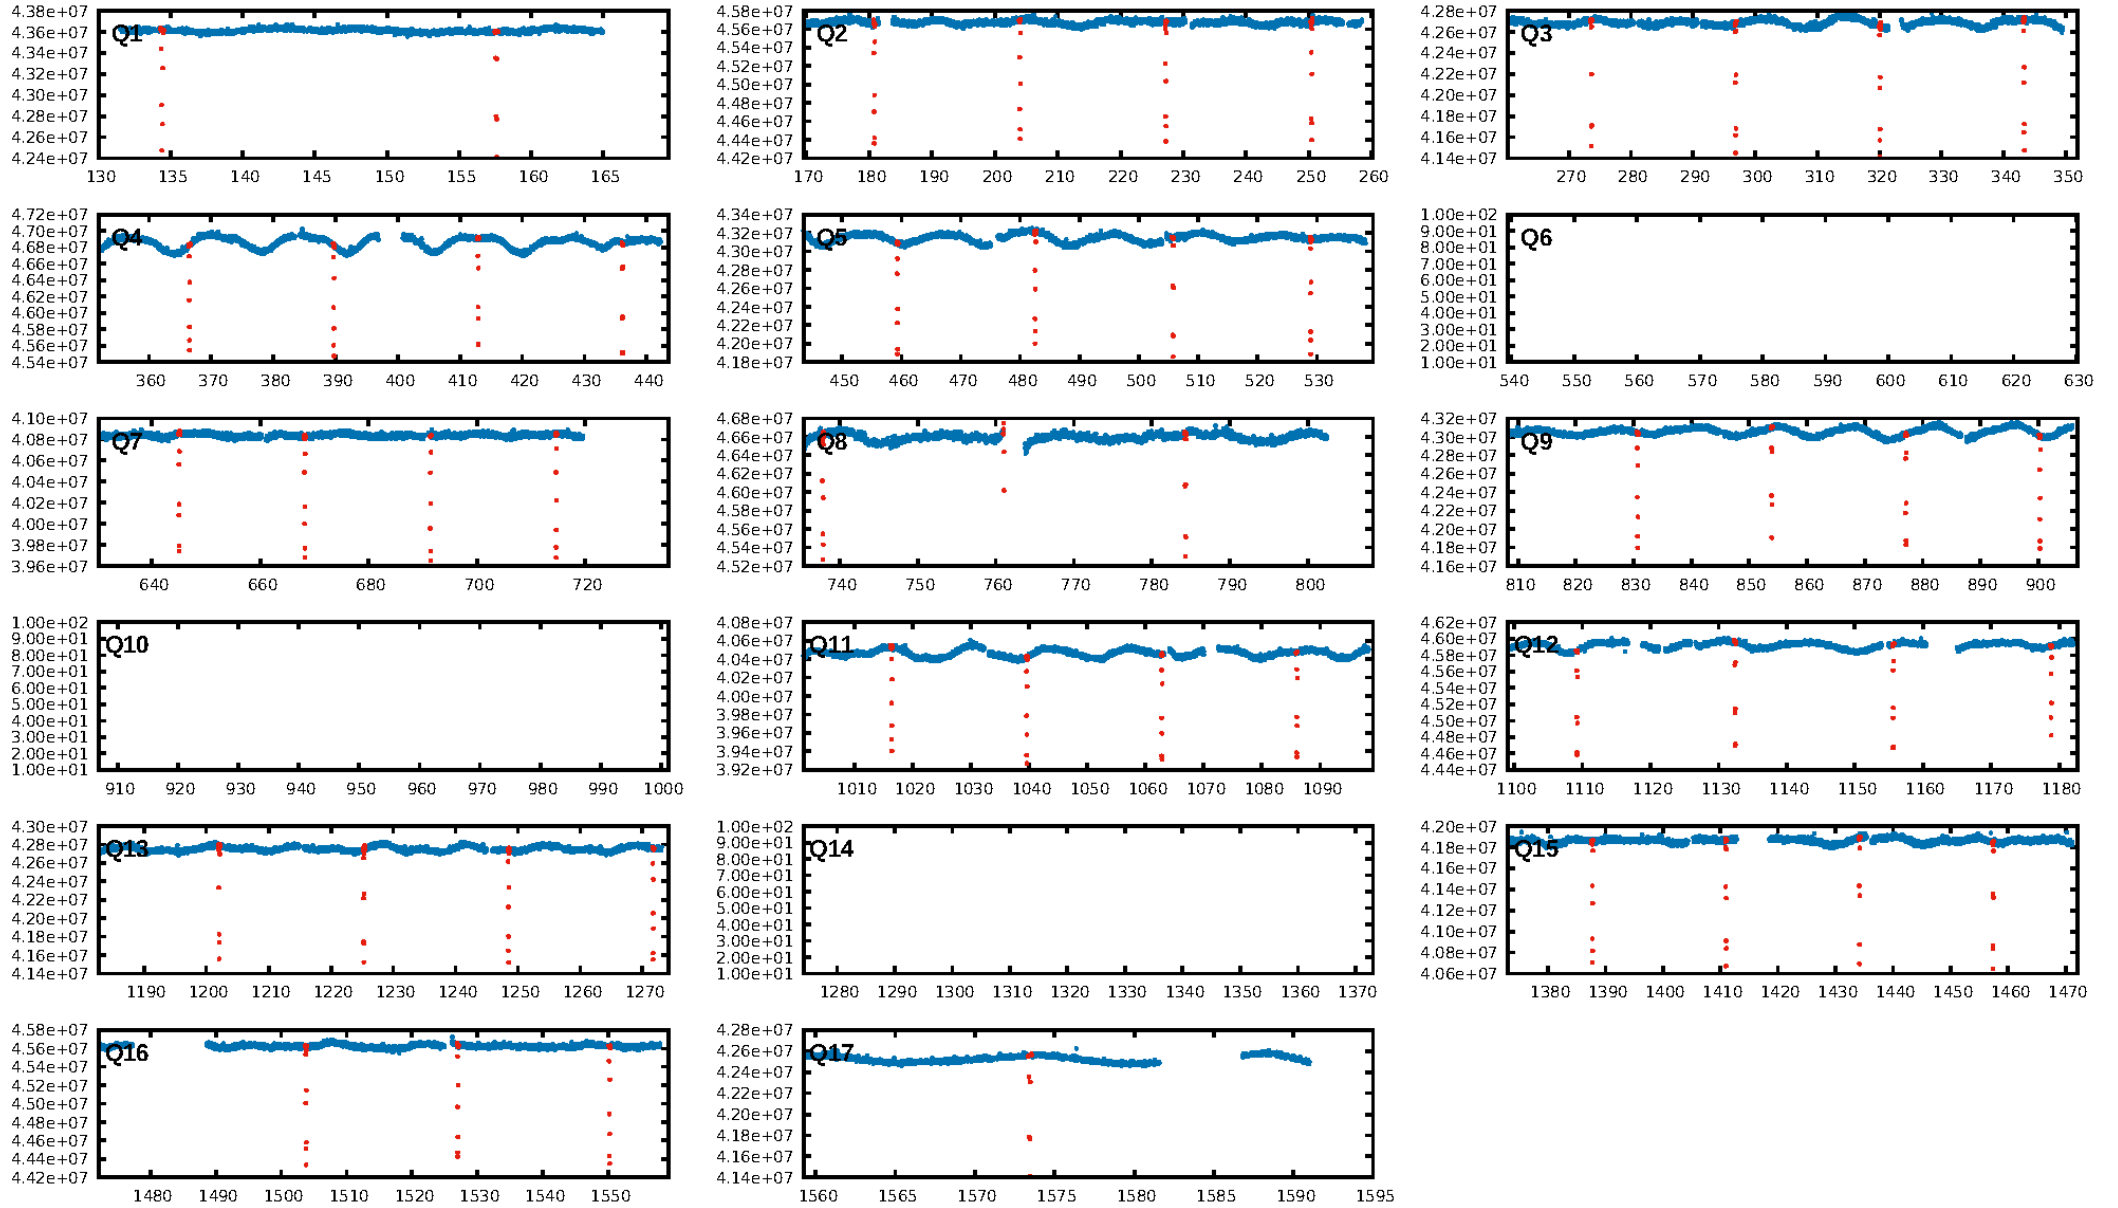 4.38e+07
4.36e+07 Q1
4.34e+07
4.32e+07
4.30e+07
4.28e+07
4.26e+07
4.24e+07
130 135 140 145 150 155 160 165
4.58e+07
4.56e+07 Q2
4.54e+07
4.52e+07
4.50e+07
4.48e+07
4.46e+07
4.44e+07
4.42e+07
170 180 190 200 210 220 230 240 250 260
4.28e+07
4.26e+07 Q3
4.24e+07
4.22e+07
4.20e+07
4.18e+07
4.16e+07
4.14e+07
270 280 290 300 310 320 330 340 350
4.72e+07
4.70e+07 Q4
4.68e+07
4.66e+07
4.64e+07
4.62e+07
4.60e+07
4.58e+07
4.56e+07
4.54e+07
360 370 380 390 400 410 420 430 440
4.34e+07
4.32e+07 Q5
4.30e+07
4.28e+07
4.26e+07
4.24e+07
4.22e+07
4.20e+07
4.18e+07
450 460 470 480 490 500 510 520 530
1.00e+02
9.00e+01 Q6
8.00e+01
7.00e+01
6.00e+01
5.00e+01
4.00e+01
3.00e+01
2.00e+01
1.00e+01
540 550 560 570 580 590 600 610 620 630
4.10e+07
4.08e+07 Q7
4.06e+07
4.04e+07
4.02e+07
4.00e+07
3.98e+07
3.96e+07
640 660 680 700 720
4.68e+07
4.66e+07 Q8
4.64e+07
4.62e+07
4.60e+07
4.58e+07
4.56e+07
4.54e+07
4.52e+07
740 750 760 770 780 790 800
4.32e+07
4.30e+07 Q9
4.28e+07
4.26e+07
4.24e+07
4.22e+07
4.20e+07
4.18e+07
4.16e+07
810 820 830 840 850 860 870 880 890 900
1.00e+02
9.00e+01 Q10
8.00e+01
7.00e+01
6.00e+01
5.00e+01
4.00e+01
3.00e+01
2.00e+01
1.00e+01
910 920 930 940 950 960 970 980 990 1000
4.08e+07
4.06e+07 Q11
4.04e+07
4.02e+07
4.00e+07
3.98e+07
3.96e+07
3.94e+07
3.92e+07
1010 1020 1030 1040 1050 1060 1070 1080 1090
4.62e+07
4.60e+07 Q12
4.58e+07
4.56e+07
4.54e+07
4.52e+07
4.50e+07
4.48e+07
4.46e+07
4.44e+07
1100 1110 1120 1130 1140 1150 1160 1170 1180
4.30e+07
4.28e+07 Q13
4.26e+07
4.24e+07
4.22e+07
4.20e+07
4.18e+07
4.16e+07
4.14e+07
1190 1200 1210 1220 1230 1240 1250 1260 1270
1.00e+02
9.00e+01 Q14
8.00e+01
7.00e+01
6.00e+01
5.00e+01
4.00e+01
3.00e+01
2.00e+01
1.00e+01
1280 1290 1300 1310 1320 1330 1340 1350 1360 1370
4.20e+07
4.18e+07 Q15
4.16e+07
4.14e+07
4.12e+07
4.10e+07
4.08e+07
4.06e+07
1380 1390 1400 1410 1420 1430 1440 1450 1460 1470
4.58e+07
4.56e+07 Q16
4.54e+07
4.52e+07
4.50e+07
4.48e+07
4.46e+07
4.44e+07
4.42e+07
1480 1490 1500 1510 1520 1530 1540 1550
4.28e+07
4.26e+07 Q17
4.24e+07
4.22e+07
4.20e+07
4.18e+07
4.16e+07
4.14e+07
1560 1565 1570 1575 1580 1585 1590 1595